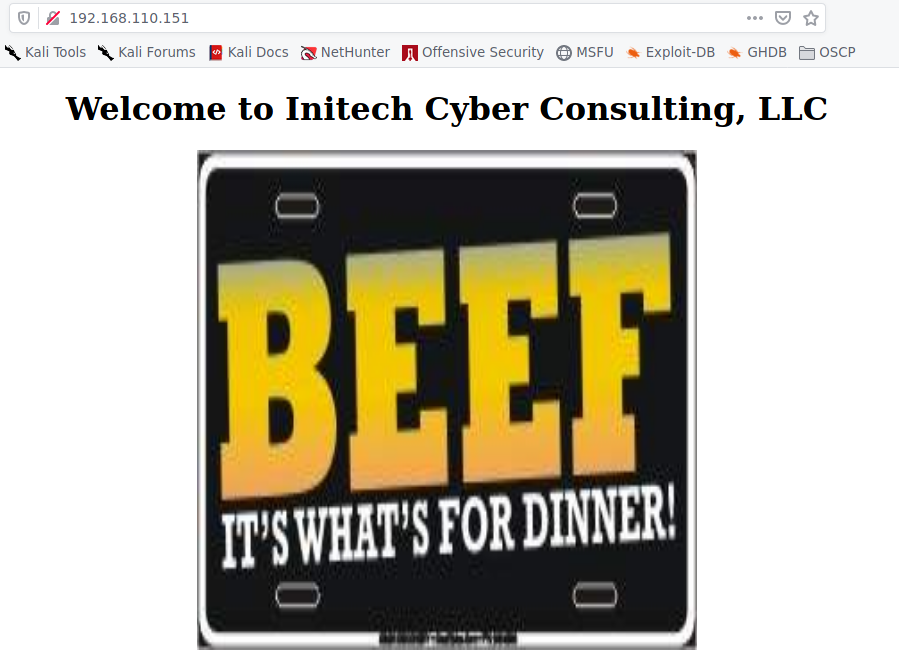 192.168.110.151
Kali Tools Kali Forums Kali Docs NetHunter Offensive Security MSFU Exploit-DB GHDB OSCP
Welcome to Initech Cyber Consulting, LLC
BEEF
IT'S WHAT'S FOR DINNER!